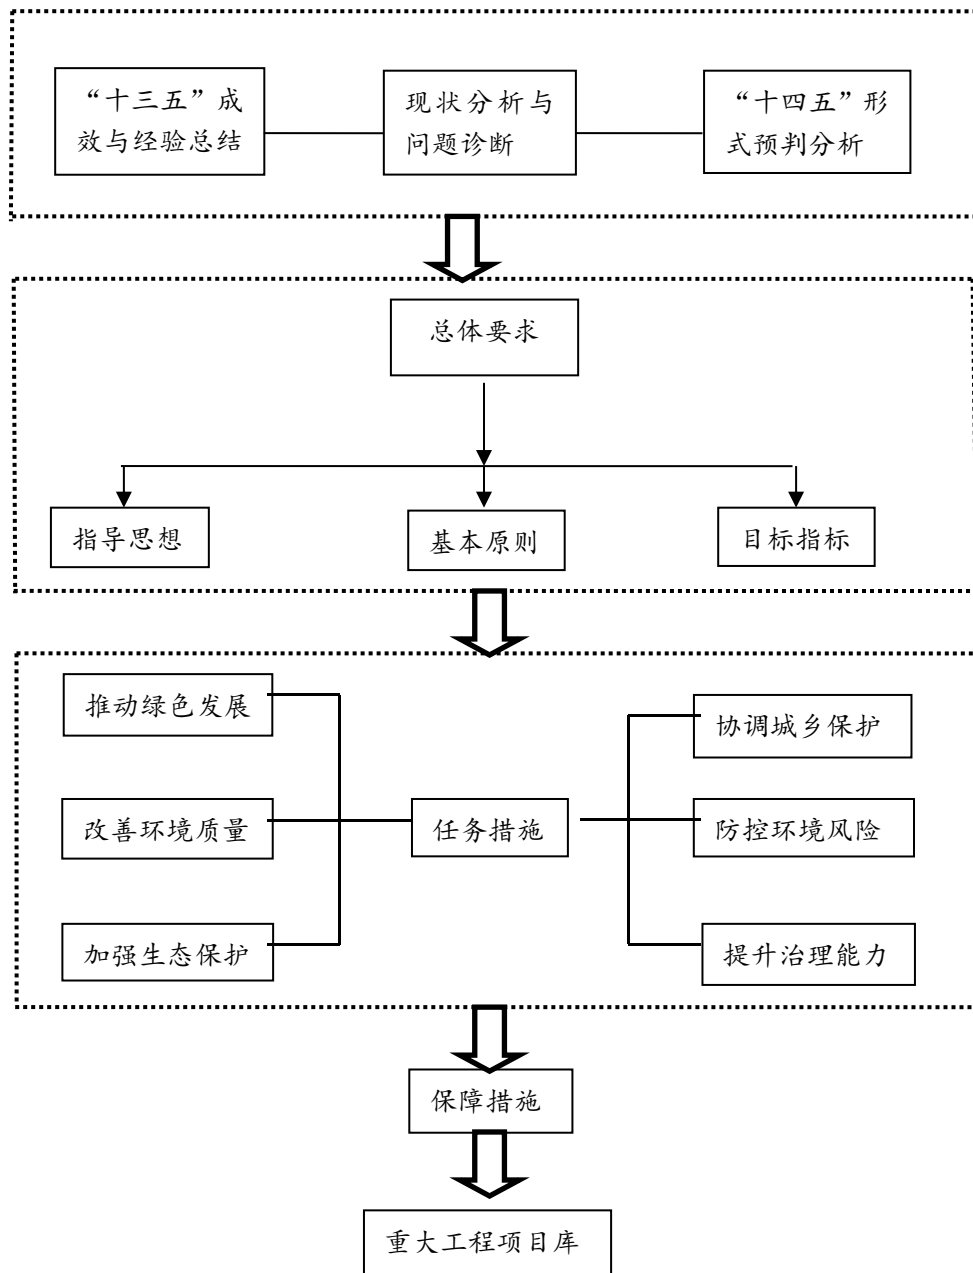 “十三五”成
效与经验总结
现状分析与
问题诊断
“十四五”形
式预判分析
总体要求
指导思想
基本原则
目标指标
推动绿色发展
改善环境质量
加强生态保护
任务措施
协调城乡保护
防控环境风险
提升治理能力
保障措施
重大工程项目库